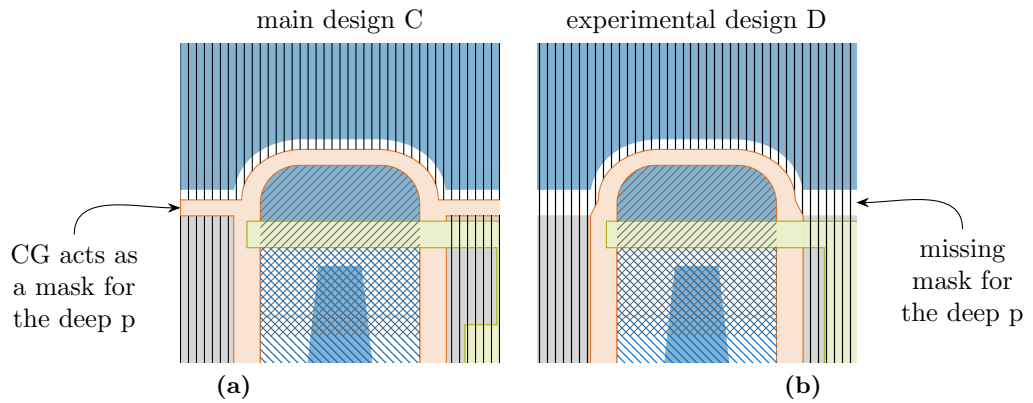 main design C
experimental design D
CG acts as
a mask for
the deep p
missing
mask for
the deep p
(a)
(b)